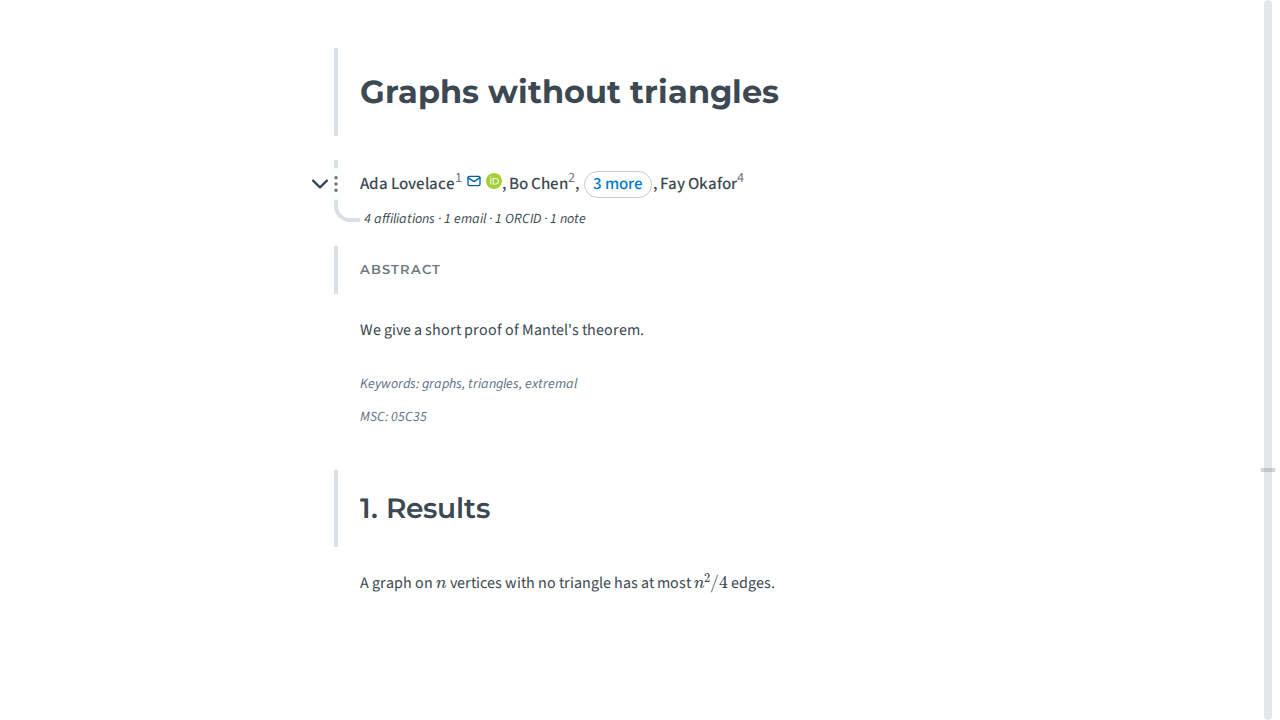 Graphs without triangles
Ada Lovelace1 iD, Bo Chen2, 3 more, Fay Okafor4
4 affiliations · 1 email · 1 ORCID · 1 note
ABSTRACT
We give a short proof of Mantel's theorem.
Keywords: graphs, triangles, extremal
MSC: 05C35
1. Results
A graph on n vertices with no triangle has at most n²/4 edges.